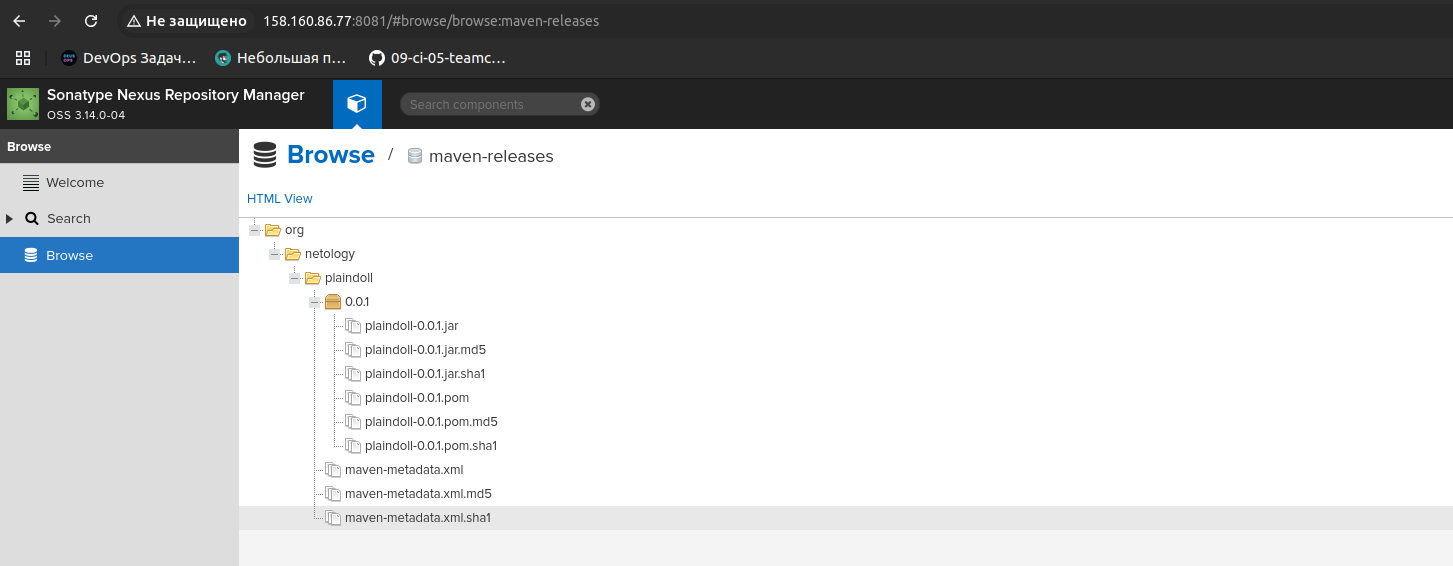 Не защищено 158.160.86.77:8081/#browse/browse:maven-releases
DevOps Задач... Небольшая п... 09-ci-05-teamc...
Sonatype Nexus Repository Manager
OSS 3.14.0-04
Search components
Browse
Welcome
Search
Browse
Browse / maven-releases
HTML View
org
netology
plaindoll
0.0.1
plaindoll-0.0.1.jar
plaindoll-0.0.1.jar.md5
plaindoll-0.0.1.jar.sha1
plaindoll-0.0.1.pom
plaindoll-0.0.1.pom.md5
plaindoll-0.0.1.pom.sha1
maven-metadata.xml
maven-metadata.xml.md5
maven-metadata.xml.sha1